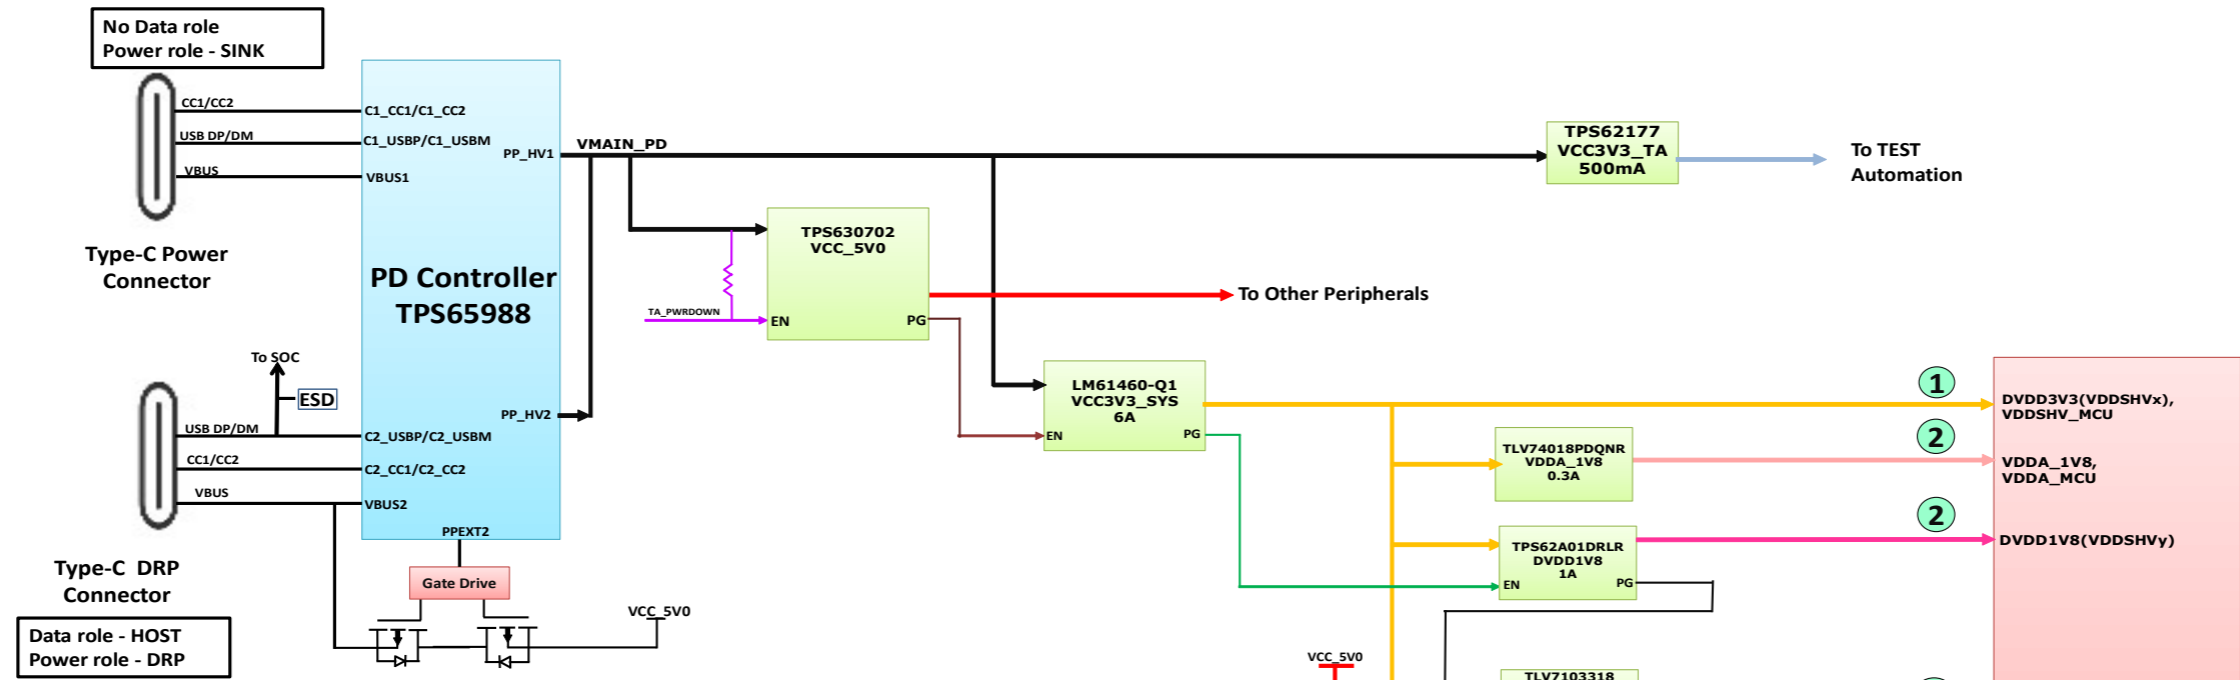 No Data role
Power role - SINK
CC1/CC2
USB DP/DM
VBUS
Type-C Power
Connector
C1_CC1/C1_CC2
C1_USBP/C1_USBM
VBUS1
PP_HV1
PD Controller
TPS65988
PP_HV2
C2_USBP/C2_USBM
C2_CC1/C2_CC2
VBUS2
PPEXT2
To SOC
ESD
USB DP/DM
CC1/CC2
VBUS
Type-C DRP
Connector
Data role - HOST
Power role - DRP
Gate Drive
VCC_5V0
VMAIN_PD
TPS630702
VCC_5V0
TA_PWRDOWN
EN
PG
To Other Peripherals
TPS62177
VCC3V3_TA
500mA
To TEST
Automation
LM61460-Q1
VCC3V3_SYS
6A
EN
PG
1
DVDD3V3(VDDSHVx),
VDDSHV_MCU
TLV74018PDQNR
VDDA_1V8
0.3A
2
VDDA_1V8,
VDDA_MCU
TPS62A01DRLR
DVDD1V8
1A
EN
PG
2
DVDD1V8(VDDSHVy)
VCC_5V0
TLV7103318